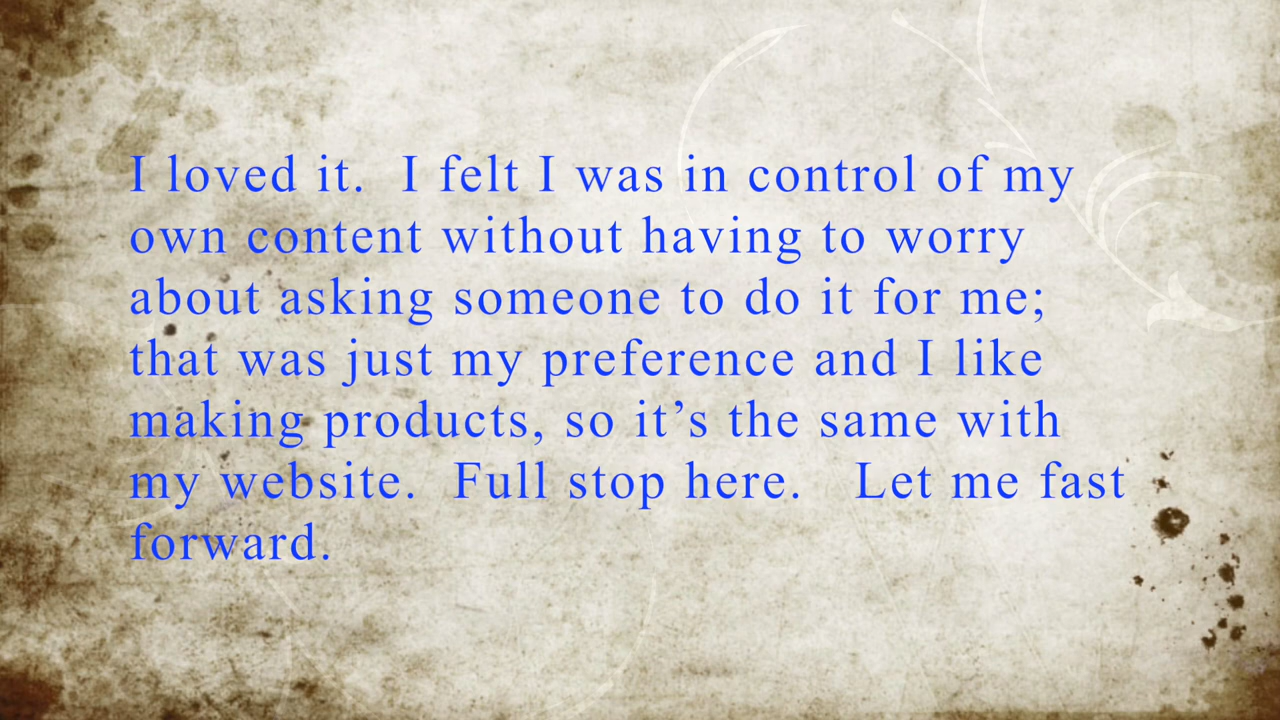 I loved it.  I felt I was in control of my
own content without having to worry
about asking someone to do it for me;
that was just my preference and I like
making products, so it’s the same with
my website.  Full stop here.   Let me fast
forward.